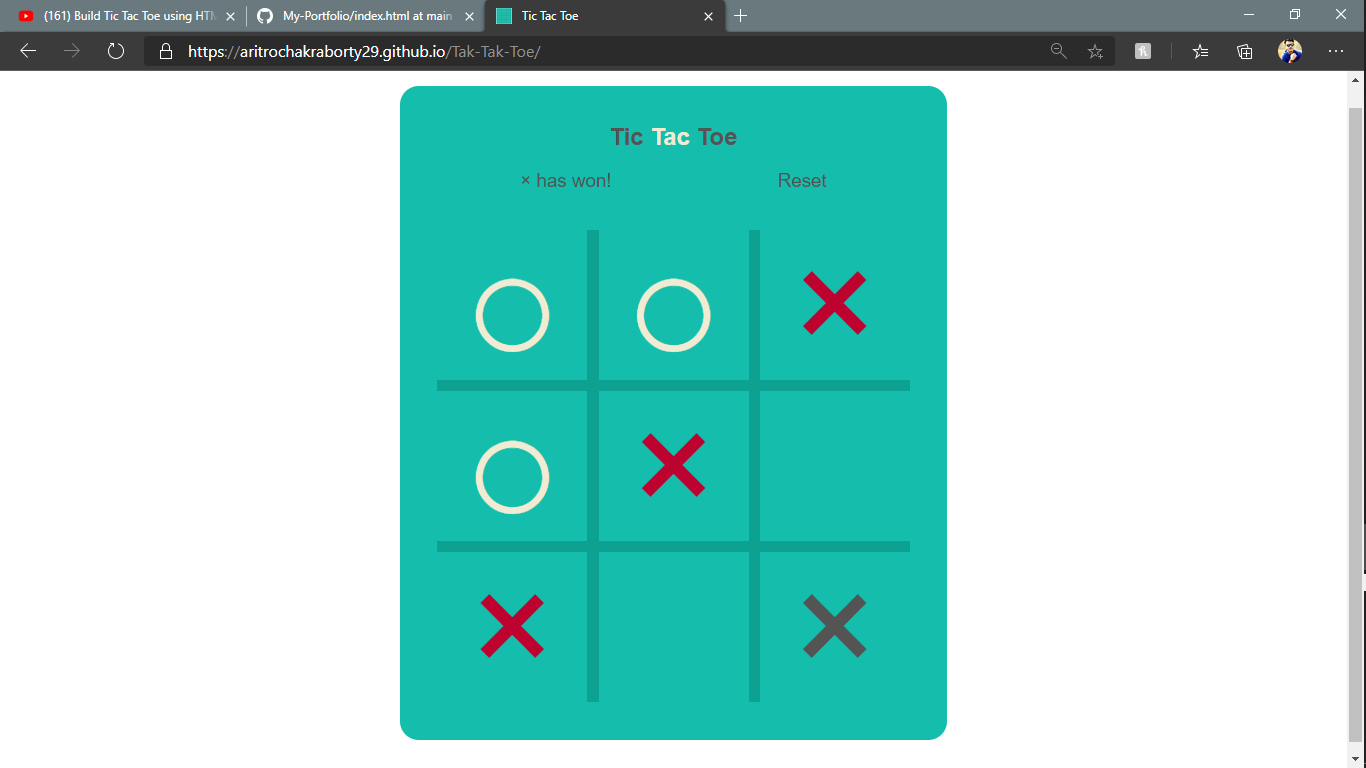 (161) Build Tic Tac Toe using HTM
My-Portfolio/index.html at main
Tic Tac Toe
https://aritrochakraborty29.github.io/Tak-Tak-Toe/
Tic Tac Toe
× has won!
Reset